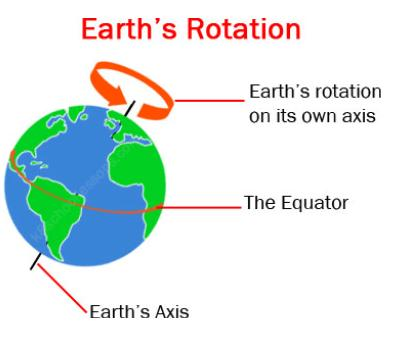 Earth's Rotation
Earth's rotation
on its own axis
The Equator
Earth's Axis